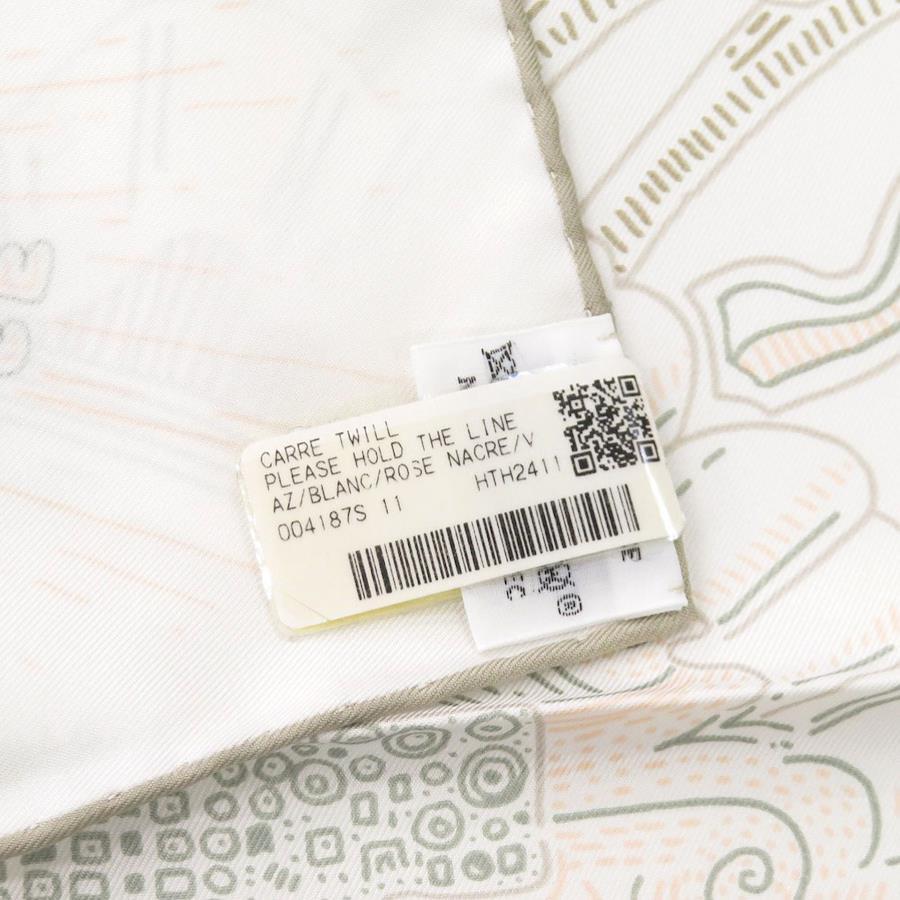 CARRE TWILL
PLEASE HOLD THE LINE
AZ/BLANC/ROSE NACRE/V
004187S 11 HTH2411